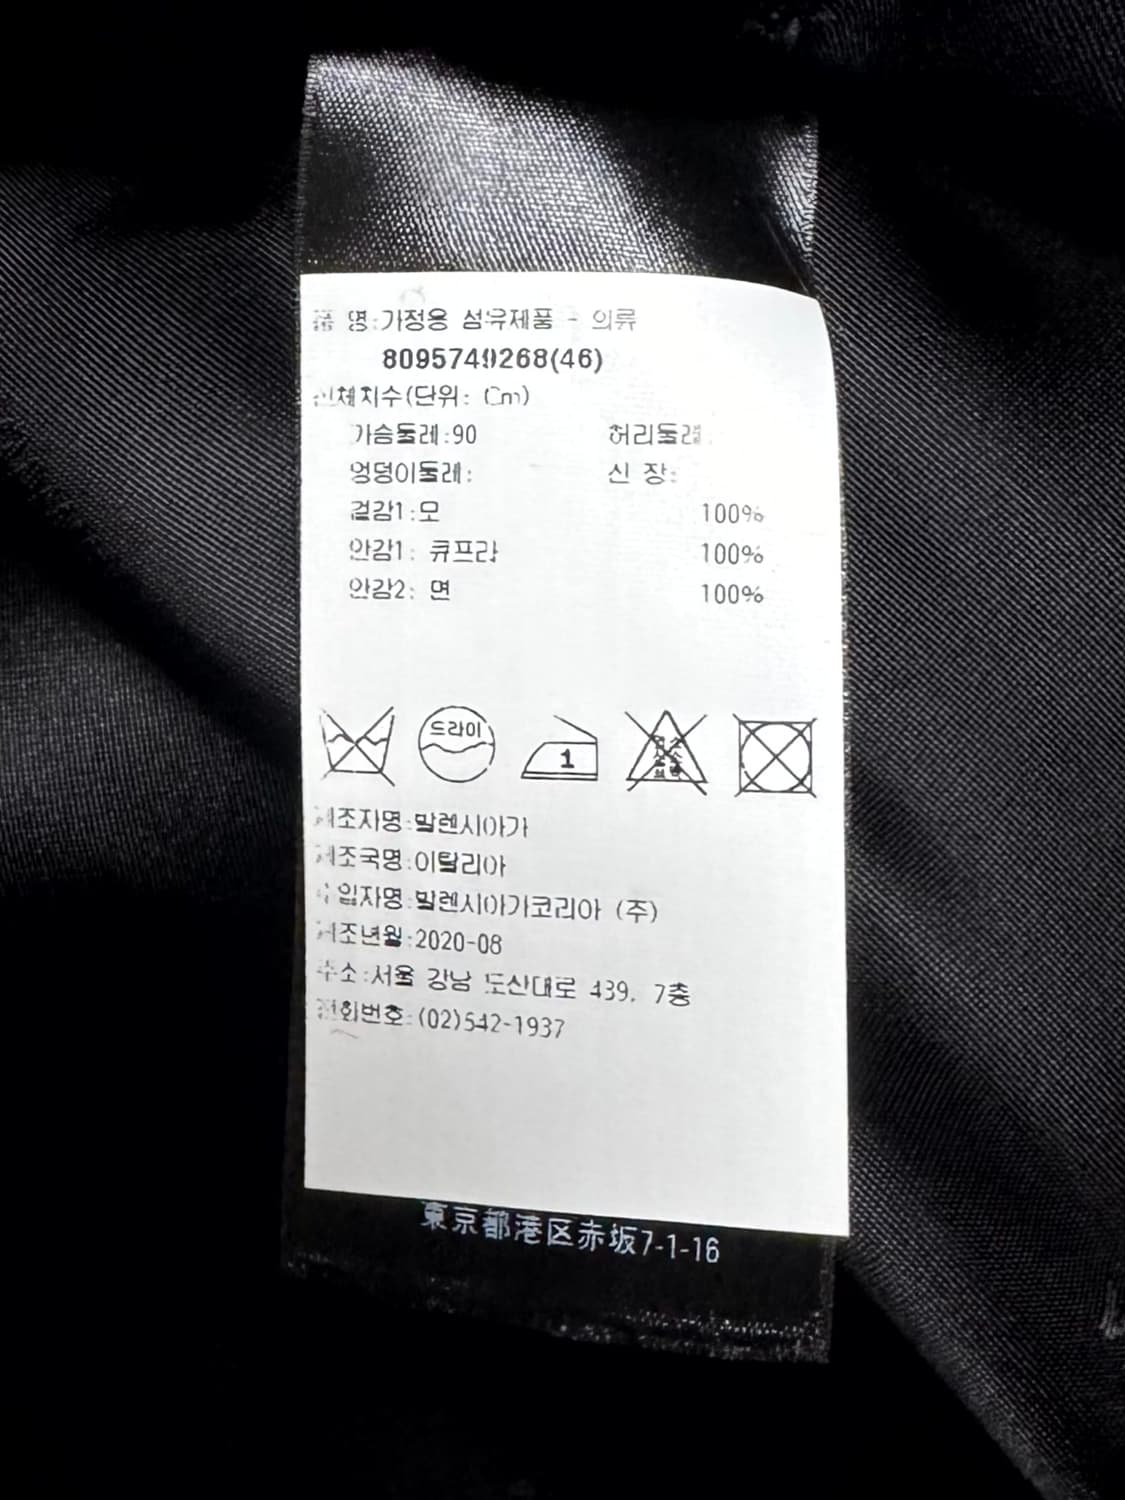 품 명:가정용 섬유제품 - 의류
8095749268(46)
신체치수(단위: Cm)
가슴둘레:90 허리둘레:
엉덩이둘레: 신 장:
겉감1:모 100%
안감1: 큐프라 100%
안감2: 면 100%
드라이
1
제조자명:발렌시아가
제조국명:이탈리아
수입자명:발렌시아가코리아 (주)
제조년월:2020-08
주소:서울 강남 도산대로 439, 7층
전화번호:(02)542-1937
東京都港区赤坂7-1-16